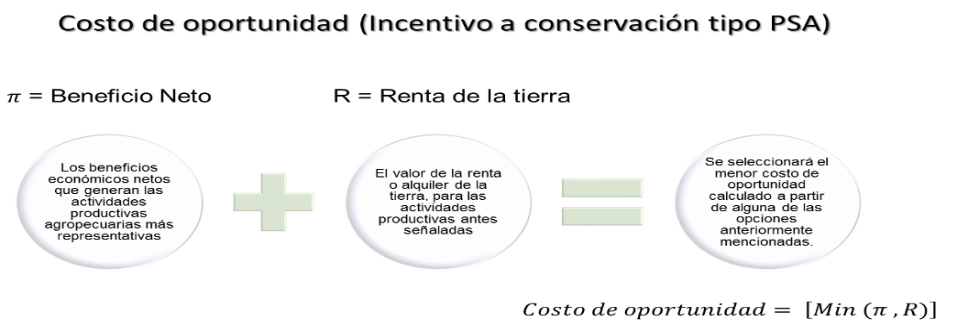 Costo de oportunidad (Incentivo a conservación tipo PSA)
π = Beneficio Neto
R = Renta de la tierra
Los beneficios
económicos netos
que generan las
actividades
productivas
agropecuarias más
representativas
El valor de la renta
o alquiler de la
tierra, para las
actividades
productivas antes
señaladas
Se seleccionará el
menor costo de
oportunidad
calculado a partir
de alguna de las
opciones
anteriormente
mencionadas.
Costo de oportunidad = [Min (π , R)]